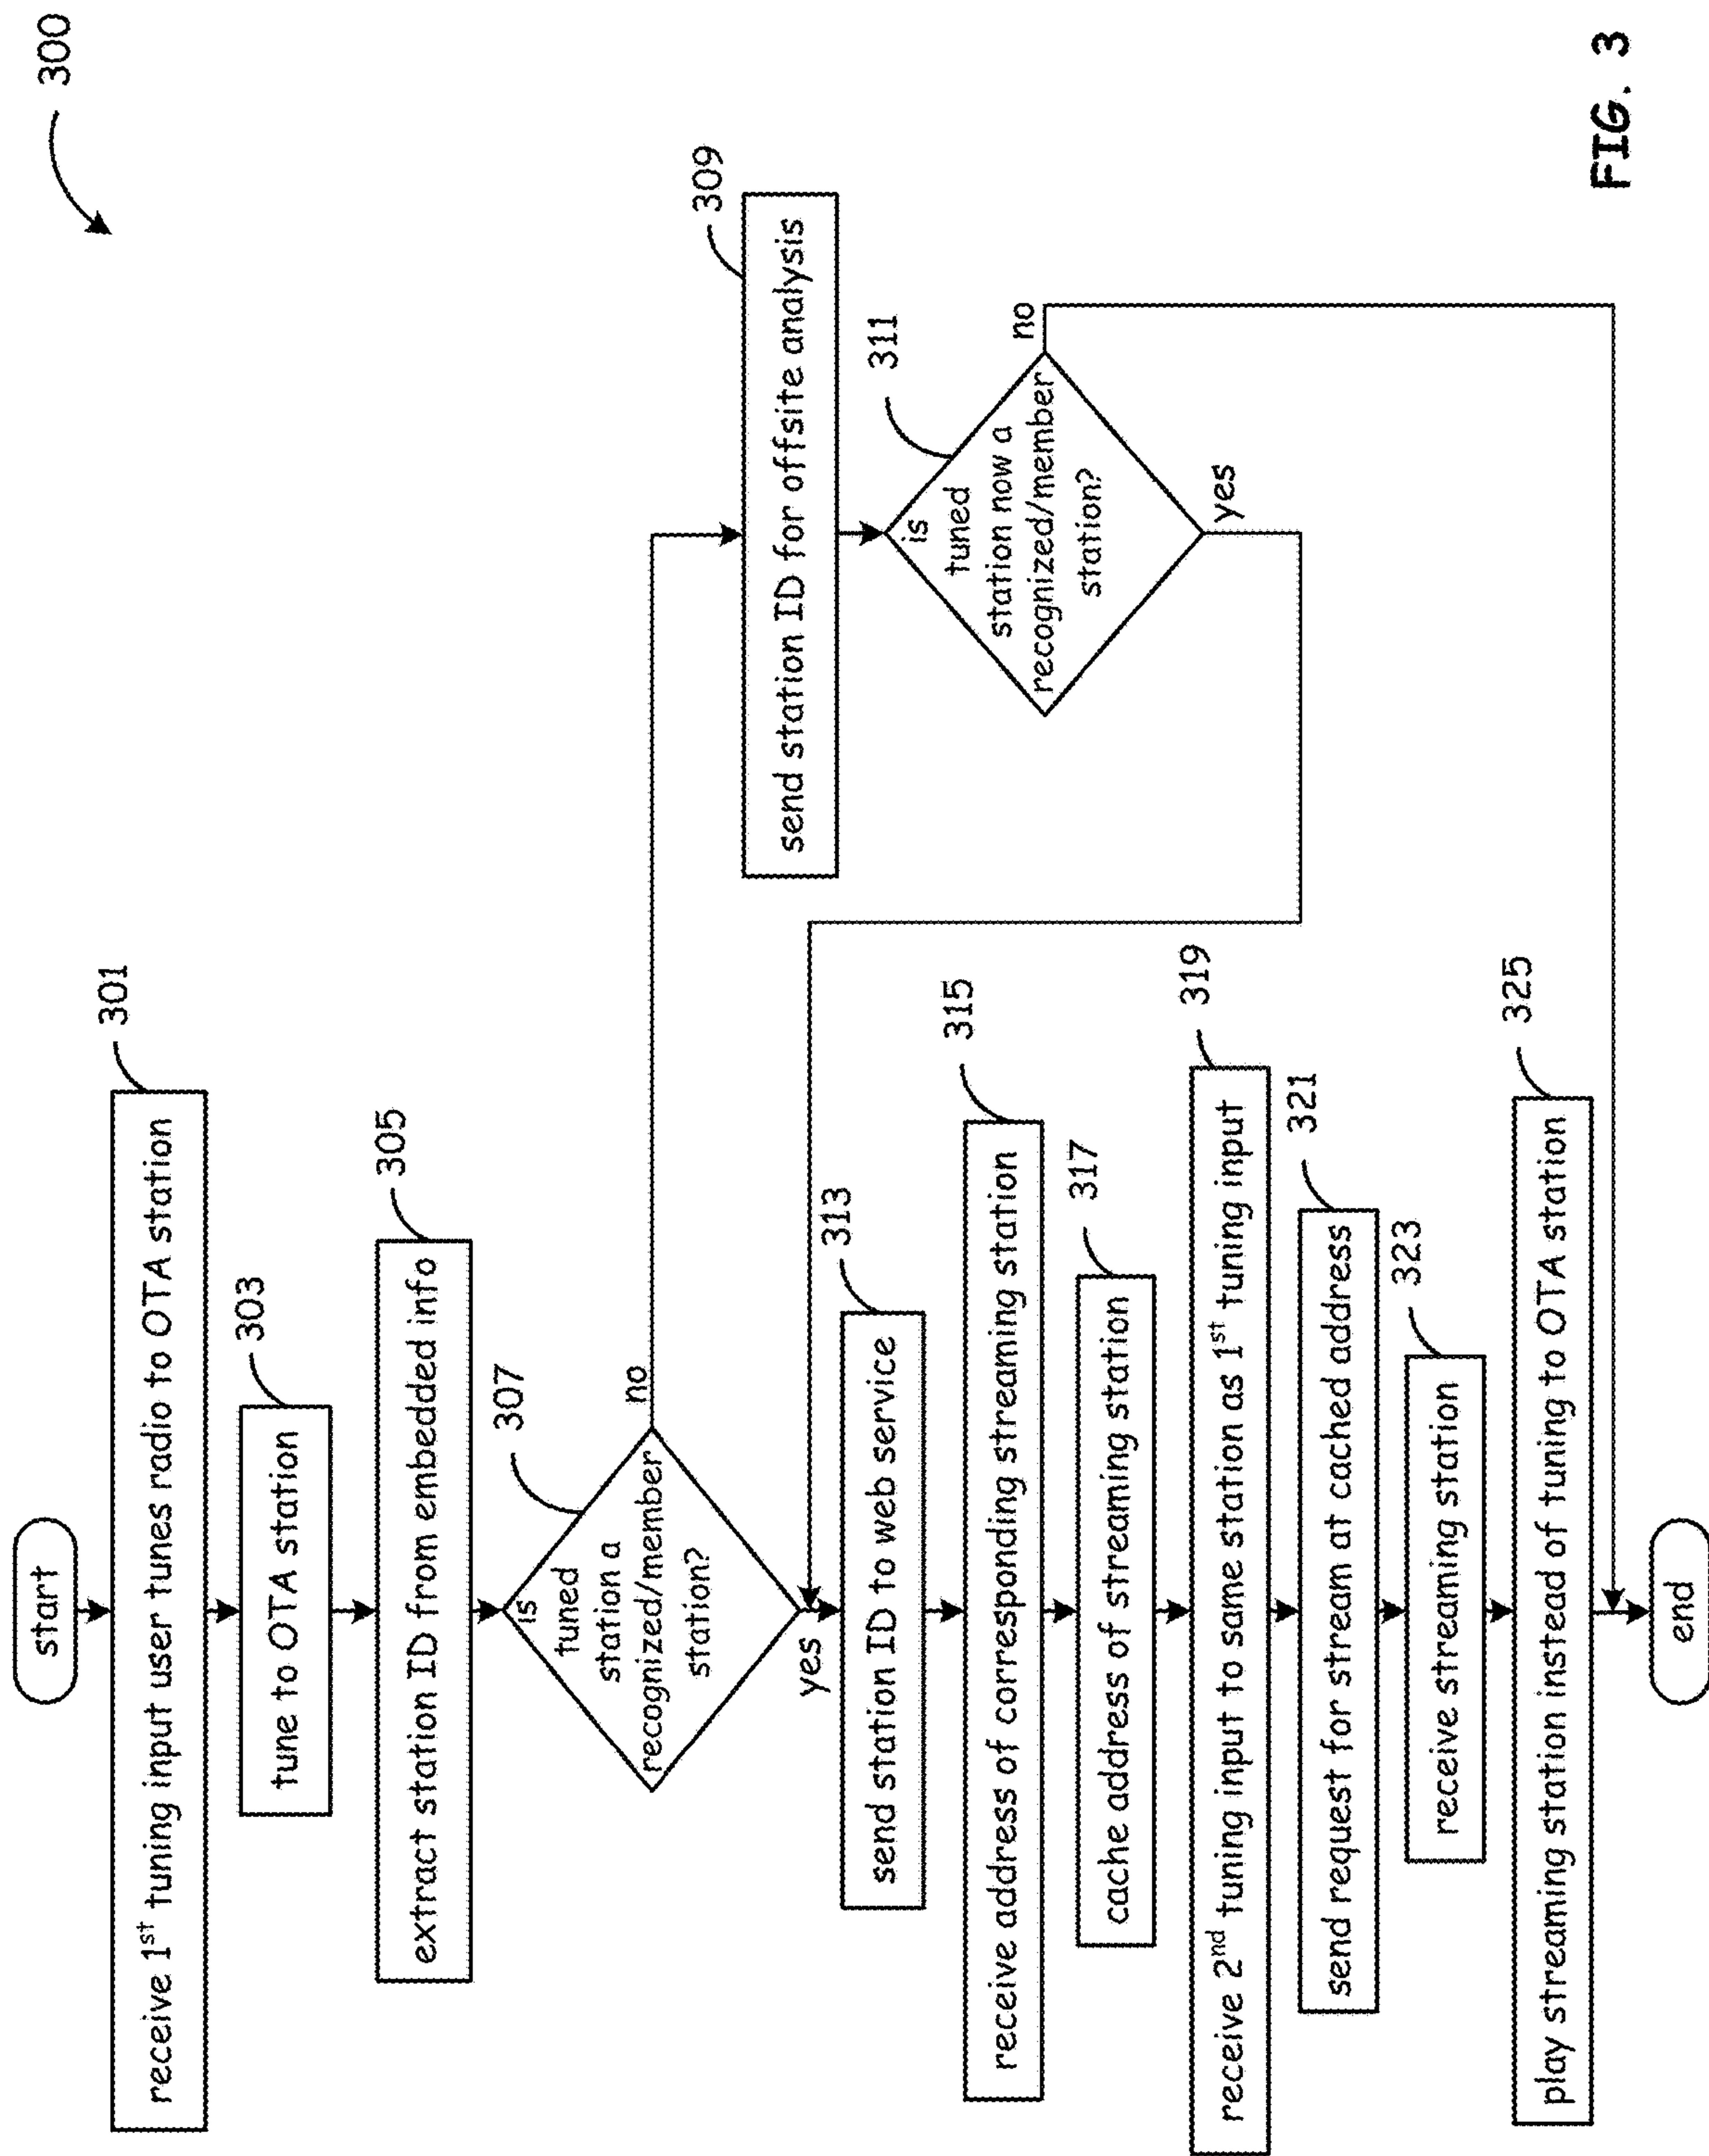 300
start
301
receive 1st tuning input user tunes radio to OTA station
303
tune to OTA station
305
extract station ID from embedded info
307
is
tuned
station a
recognized/member
station?
no
yes
309
send station ID for offsite analysis
311
is
tuned
station now a
recognized/member
station?
no
yes
313
send station ID to web service
315
receive address of corresponding streaming station
317
cache address of streaming station
319
receive 2nd tuning input to same station as 1st tuning input
321
send request for stream at cached address
323
receive streaming station
325
play streaming station instead of tuning to OTA station
end
FIG. 3